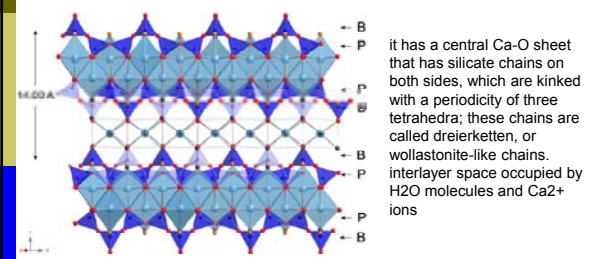 B
P
14.00 Å
P
B
B
P
P
B
it has a central Ca-O sheet
that has silicate chains on
both sides, which are kinked
with a periodicity of three
tetrahedra; these chains are
called dreierketten, or
wollastonite-like chains.
interlayer space occupied by
H2O molecules and Ca2+
ions